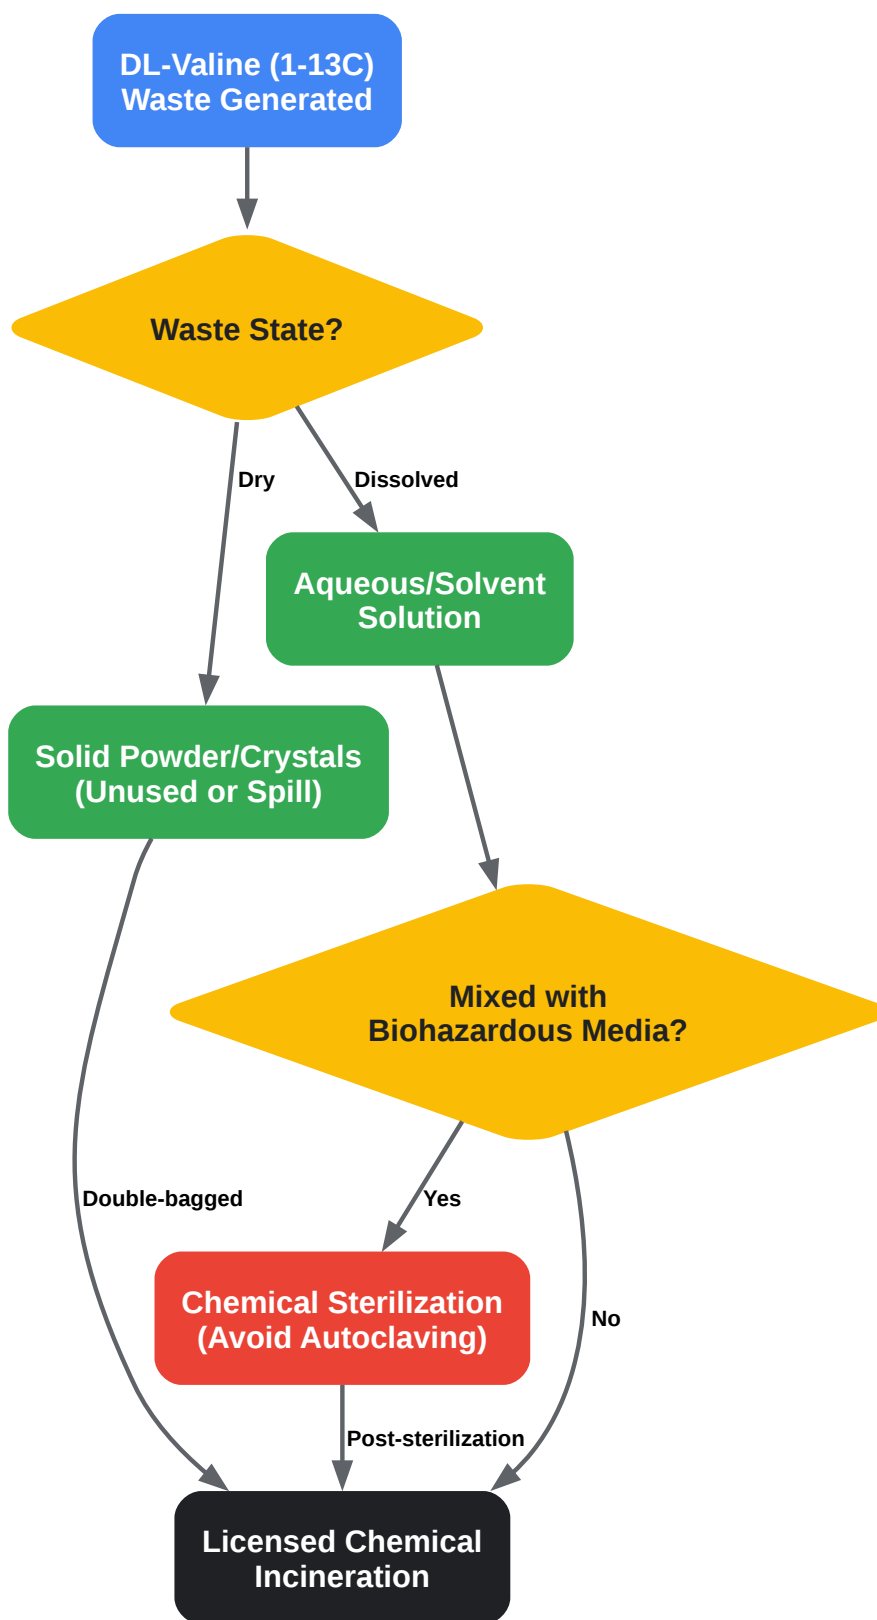 DL-Valine (1-13C)
Waste Generated
Waste State?
Dry
Dissolved
Aqueous/Solvent
Solution
Solid Powder/Crystals
(Unused or Spill)
Mixed with
Biohazardous Media?
Double-bagged
Yes
Chemical Sterilization
(Avoid Autoclaving)
No
Post-sterilization
Licensed Chemical
Incineration